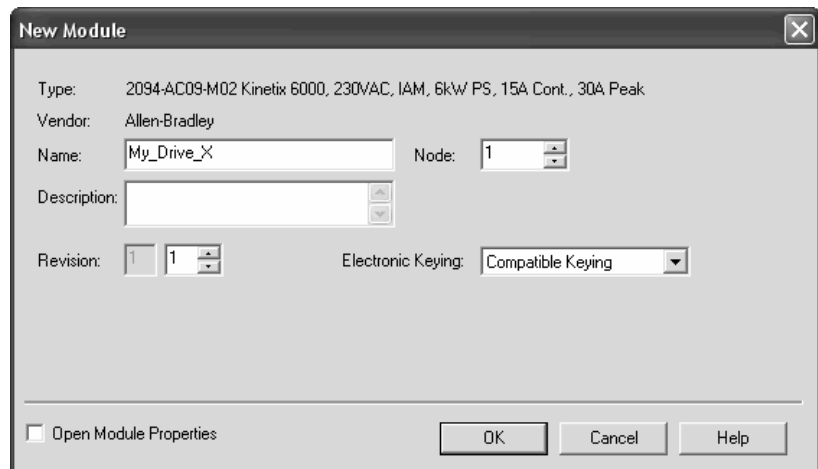 New Module
Type: 2094-AC09-M02 Kinetix 6000, 230VAC, IAM, 6kW PS, 15A Cont., 30A Peak
Vendor: Allen-Bradley
Name: My_Drive_X Node: 1
Description:
Revision: 1 1 Electronic Keying: Compatible Keying
Open Module Properties OK Cancel Help